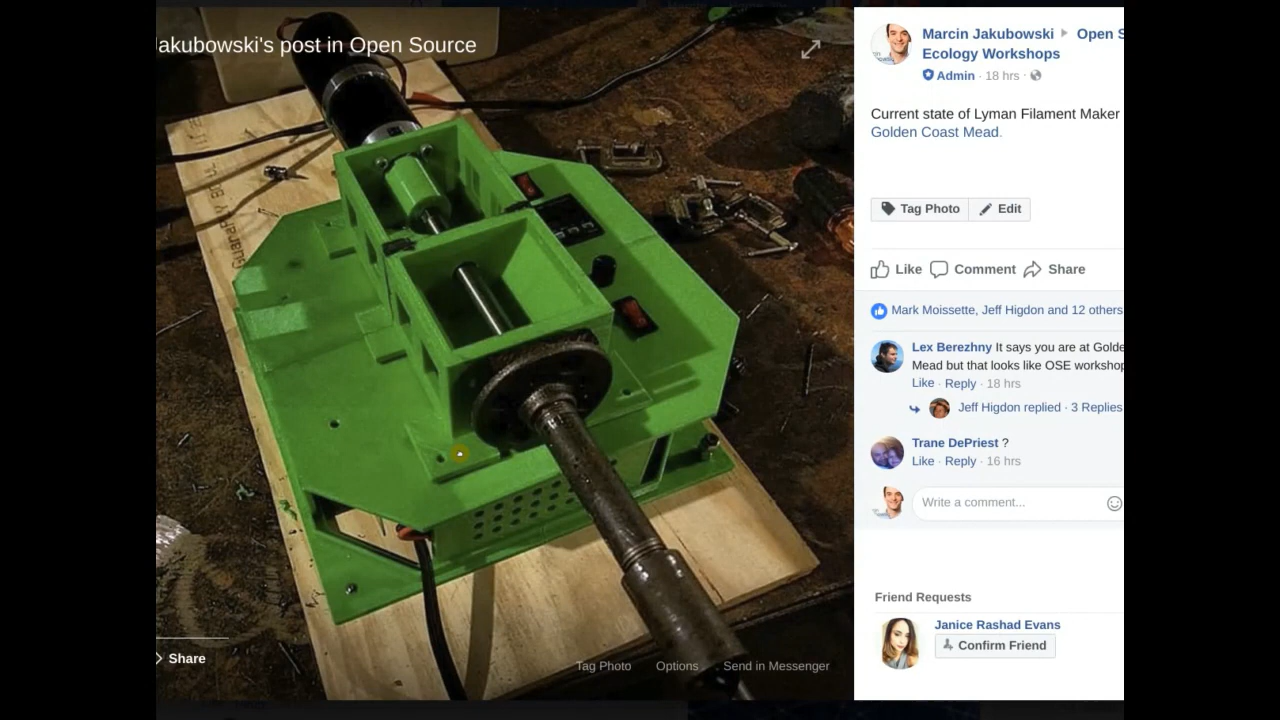 Jakubowski's post in Open Source
Marcin Jakubowski Open S
Ecology Workshops
Admin · 18 hrs ·
Current state of Lyman Filament Maker
Golden Coast Mead.
Tag Photo Edit
Like Comment Share
Mark Moissette, Jeff Higdon and 12 others
Lex Berezhny It says you are at Golde
Mead but that looks like OSE workshop
Like · Reply · 18 hrs
Jeff Higdon replied · 3 Replies
Trane DePriest ?
Like · Reply · 16 hrs
Write a comment...
Friend Requests
Janice Rashad Evans
Confirm Friend
Share
Tag Photo Options Send in Messenger